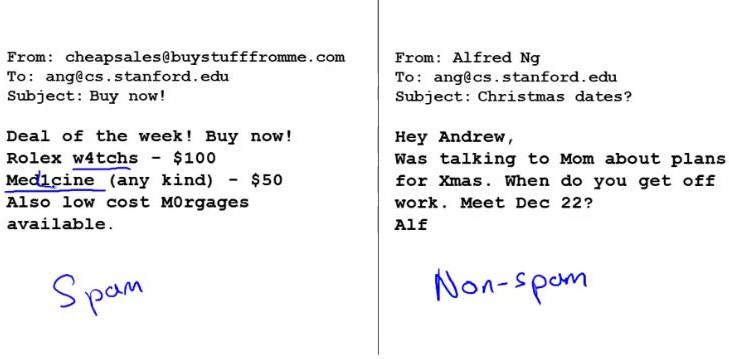 From: cheapsales@buystufffromme.com
To: ang@cs.stanford.edu
Subject: Buy now!
Deal of the week! Buy now!
Rolex w4tchs - $100
Med1cine (any kind) - $50
Also low cost M0rgages
available.
Spam
From: Alfred Ng
To: ang@cs.stanford.edu
Subject: Christmas dates?
Hey Andrew,
Was talking to Mom about plans
for Xmas. When do you get off
work. Meet Dec 22?
Alf
Non-spam